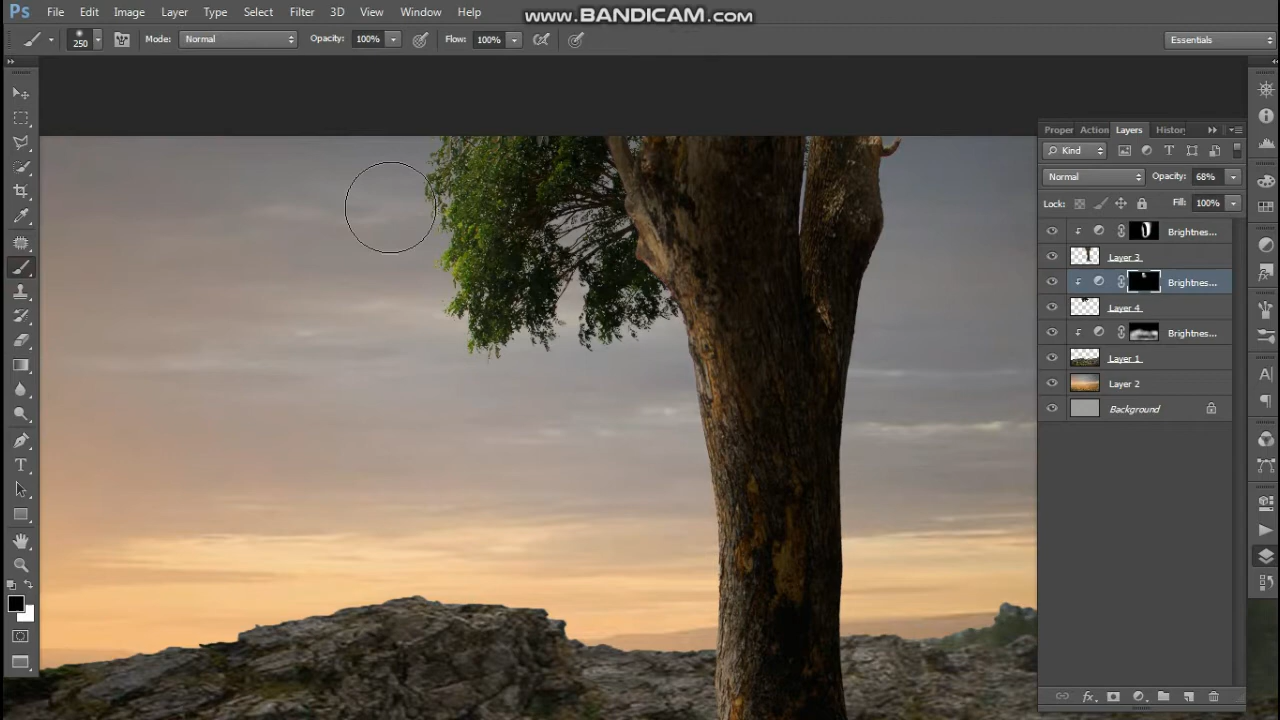 Ps File Edit Image Layer Type Select Filter 3D View Window Help
www.BANDICAM.com
250 Mode: Normal Opacity: 100% Flow: 100% Essentials
Proper Action Layers History
Kind T
Normal Opacity: 68%
Lock: Fill: 100%
Brightnes...
Layer 3
Brightnes...
Layer 4
Brightnes...
Layer 1
Layer 2
Background
fx